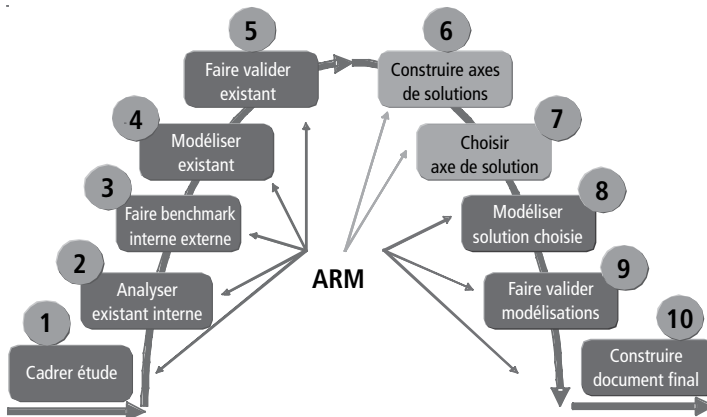 1
Cadrer étude
2
Analyser
existant interne
3
Faire benchmark
interne externe
4
Modéliser
existant
5
Faire valider
existant
6
Construire axes
de solutions
7
Choisir
axe de solution
8
Modéliser
solution choisie
9
Faire valider
modélisations
10
Construire
document final
ARM